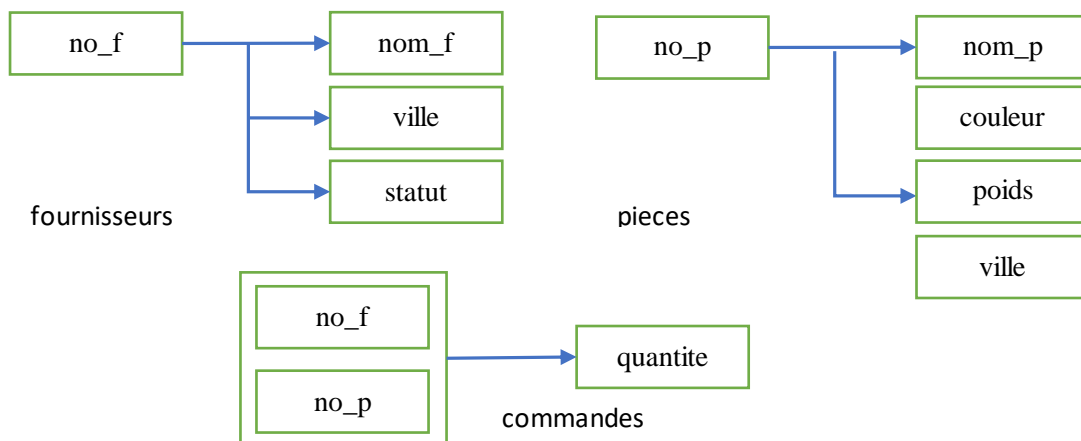 no_f
nom_f
ville
statut
fournisseurs
no_p
nom_p
couleur
poids
ville
pieces
no_f
no_p
quantite
commandes